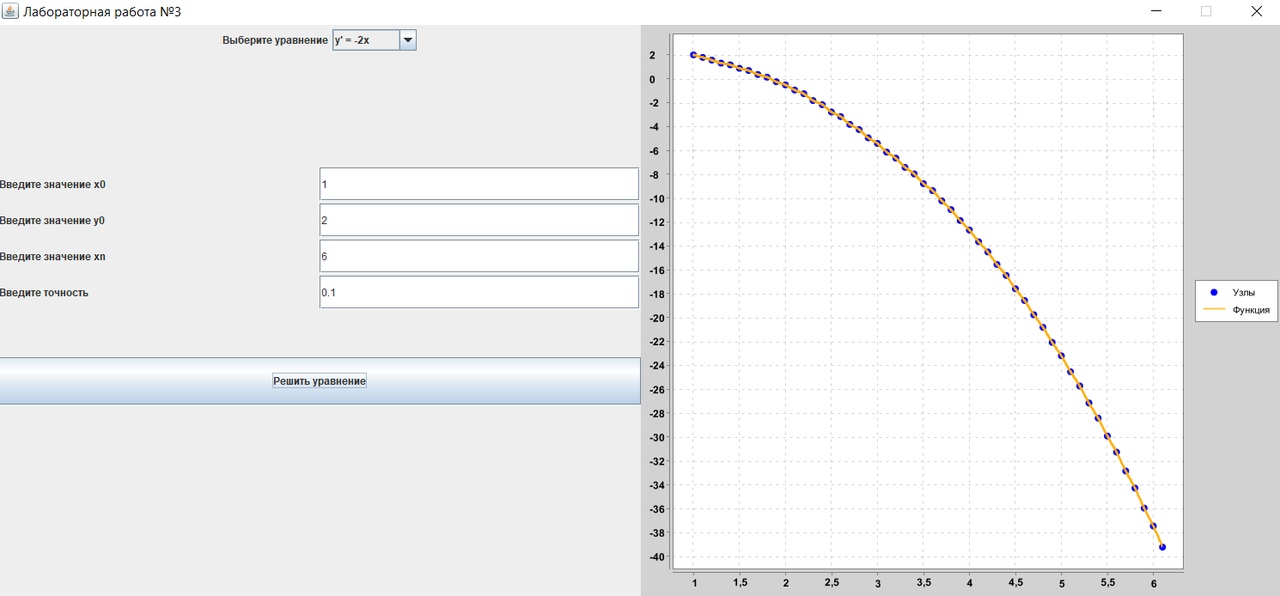 Лабораторная работа №3
Выберите уравнение y' = -2x
Введите значение x0 1
Введите значение y0 2
Введите значение xn 6
Введите точность 0.1
Решить уравнение
2
0
-2
-4
-6
-8
-10
-12
-14
-16
-18
-20
-22
-24
-26
-28
-30
-32
-34
-36
-38
-40
1 1,5 2 2,5 3 3,5 4 4,5 5 5,5 6
Узлы
Функция